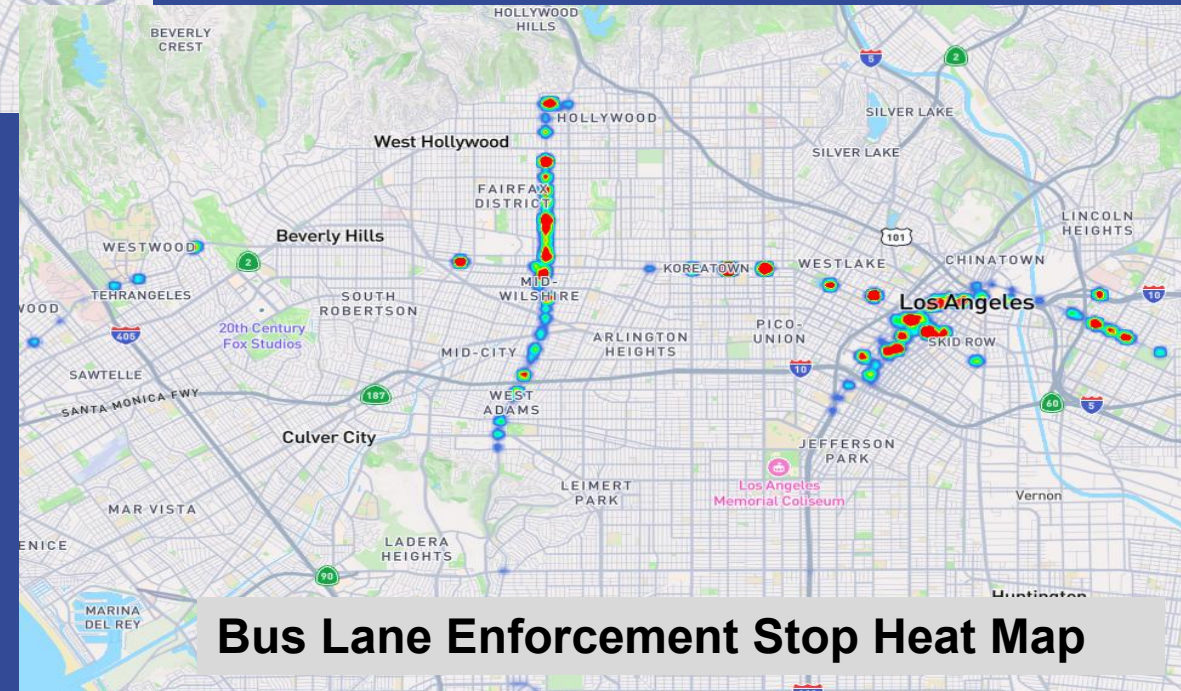 HOLLYWOOD
HILLS
BEVERLY
CREST
5
2
SILVER LAKE
HOLLYWOOD
West Hollywood
SILVER LAKE
FAIRFAX
DISTRICT
LINCOLN
HEIGHTS
Beverly Hills
101
WESTWOOD
2
KOREATOWN
WESTLAKE
CHINATOWN
MID-
WILSHIRE
TEHRANGELES
SOUTH
ROBERTSON
10
Los Angeles
WOOD
20th Century
Fox Studios
405
PICO-
UNION
ARLINGTON
HEIGHTS
SKID ROW
MID-CITY
SAWTELLE
10
187
SANTA MONICA FWY
WEST
ADAMS
60
5
Culver City
JEFFERSON
PARK
Los Angeles
Memorial Coliseum
LEIMERT
PARK
Vernon
MAR VISTA
ENICE
LADERA
HEIGHTS
90
MARINA
DEL REY
Huntington
Bus Lane Enforcement Stop Heat Map